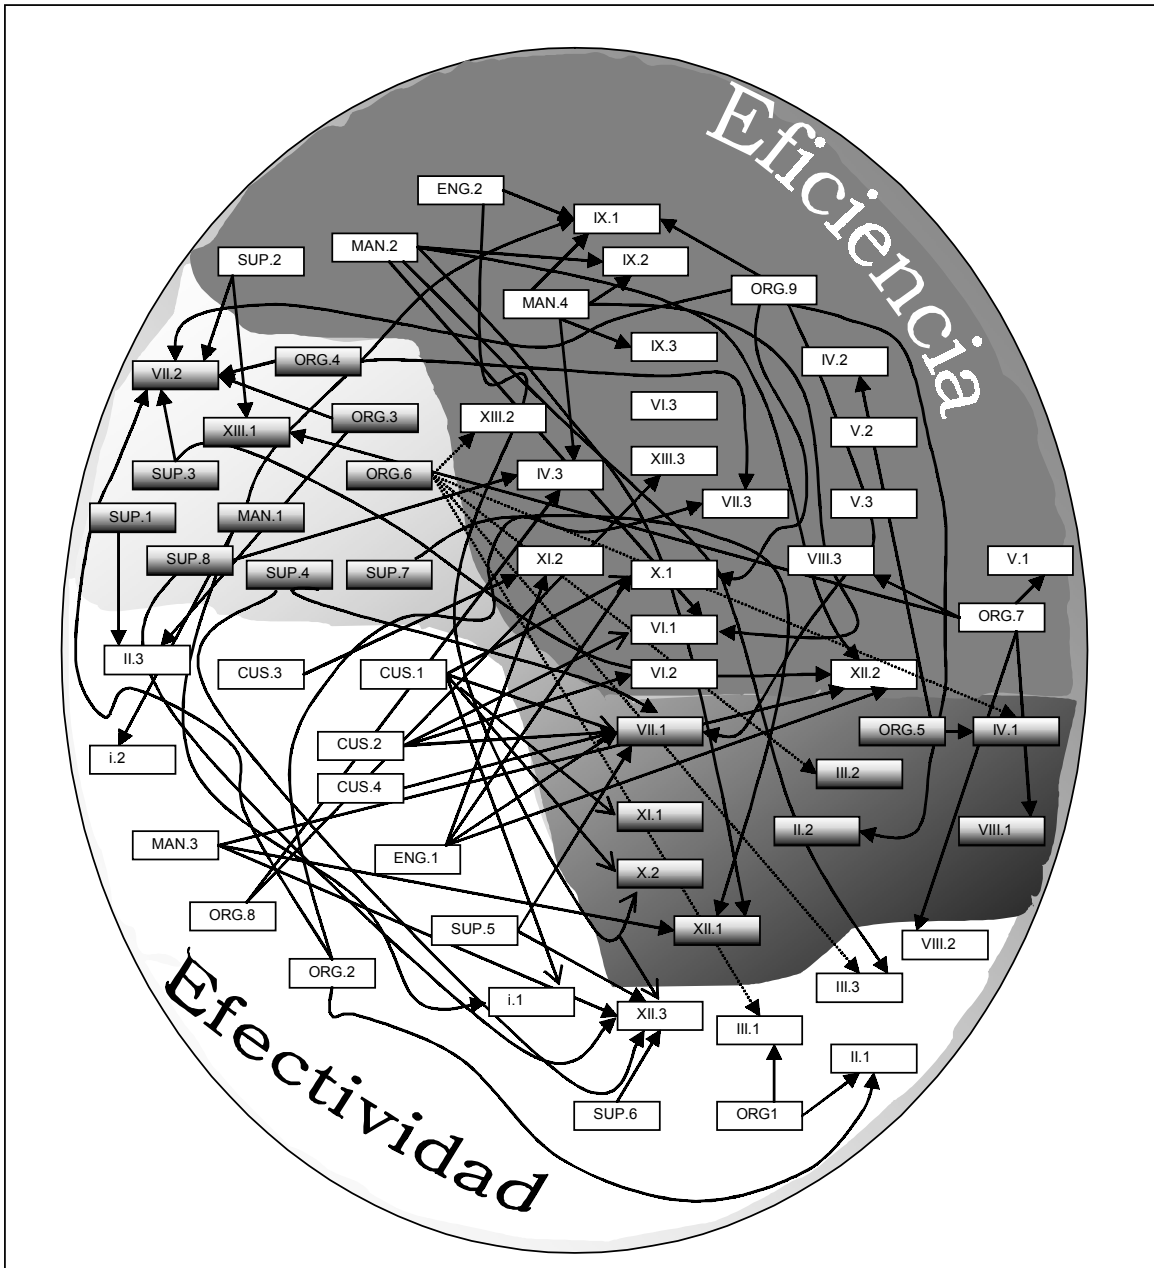 Eficiencia
ENG.2
IX.1
MAN.2
SUP.2
IX.2
ORG.9
MAN.4
IX.3
IV.2
ORG.4
VII.2
VI.3
ORG.3
XIII.2
XIII.1
V.2
XIII.3
SUP.3
ORG.6
IV.3
VII.3
V.3
SUP.1
MAN.1
SUP.8
XI.2
VIII.3
V.1
SUP.4
SUP.7
X.1
ORG.7
VI.1
II.3
CUS.3
CUS.1
VI.2
XII.2
VII.1
ORG.5
IV.1
CUS.2
i.2
III.2
CUS.4
XI.1
II.2
VIII.1
MAN.3
ENG.1
X.2
ORG.8
SUP.5
XII.1
VIII.2
ORG.2
III.3
i.1
XII.3
III.1
II.1
SUP.6
ORG1
Efectividad